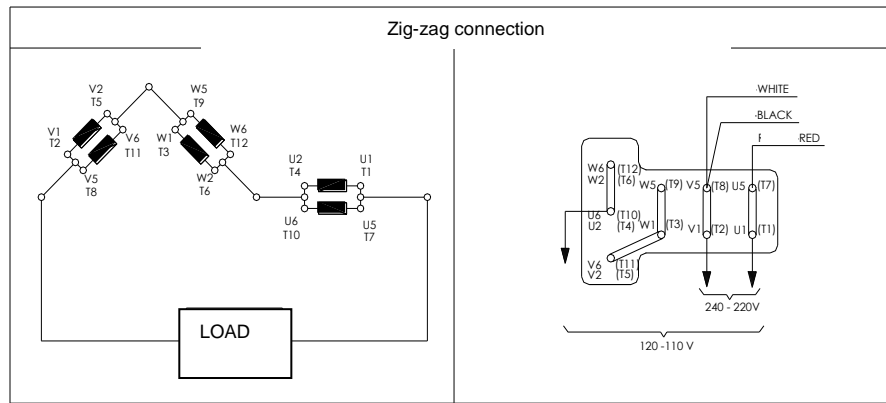 Zig-zag connection
V2
T5
V1
T2
V6
T11
V5
T8
W5
T9
W1
T3
W6
T12
W2
T6
U2
T4
U1
T1
U6
T10
U5
T7
LOAD
-WHITE
-BLACK
F -RED
W6 (T12)
W2 (T6)
W5 (T9)
V5 (T8)
U5 (T7)
U6 (T10)
U2 (T4)
W1 (T3)
V1 (T2)
U1 (T1)
V6 (T11)
V2 (T5)
240 - 220V
120 -110 V